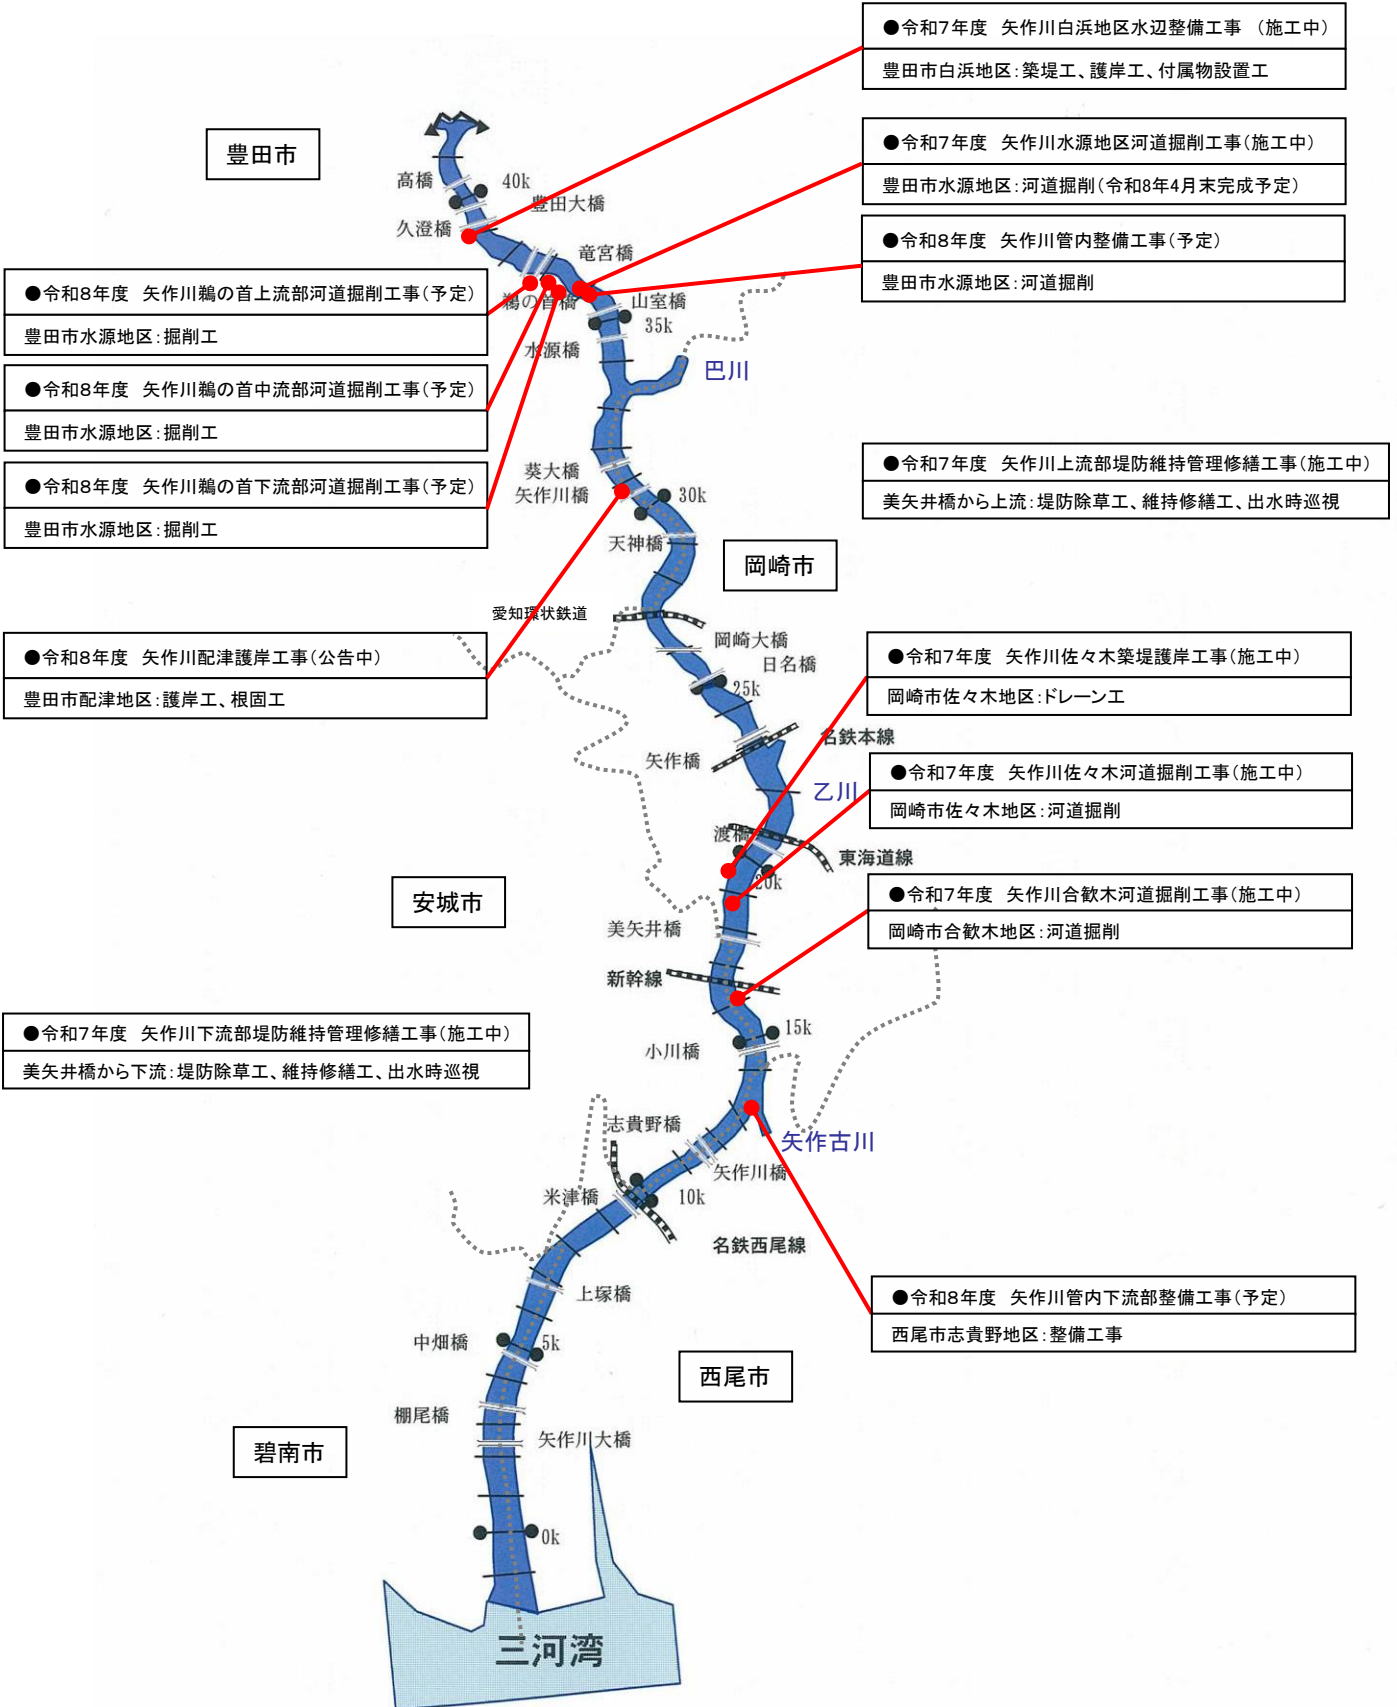 ●令和7年度　矢作川白浜地区水辺整備工事　（施工中）
豊田市白浜地区：築堤工、護岸工、付属物設置工
豊田市
●令和7年度　矢作川水源地区河道掘削工事（施工中）
豊田市水源地区：河道掘削（令和8年4月末完成予定）
高橋
40k
豊田大橋
久澄橋
●令和8年度　矢作川管内整備工事（予定）
豊田市水源地区：河道掘削
竜宮橋
●令和8年度　矢作川鵜の首上流部河道掘削工事（予定）
豊田市水源地区：掘削工
鵜の首橋
山室橋
35k
水源橋
巴川
●令和8年度　矢作川鵜の首中流部河道掘削工事（予定）
豊田市水源地区：掘削工
●令和8年度　矢作川鵜の首下流部河道掘削工事（予定）
豊田市水源地区：掘削工
葵大橋
矢作川橋
30k
●令和7年度　矢作川上流部堤防維持管理修繕工事（施工中）
美矢井橋から上流：堤防除草工、維持修繕工、出水時巡視
天神橋
岡崎市
愛知環状鉄道
●令和8年度　矢作川配津護岸工事（公告中）
豊田市配津地区：護岸工、根固工
岡崎大橋
日名橋
25k
●令和7年度　矢作川佐々木築堤護岸工事（施工中）
岡崎市佐々木地区：ドレーン工
名鉄本線
矢作橋
乙川
●令和7年度　矢作川佐々木河道掘削工事（施工中）
岡崎市佐々木地区：河道掘削
渡橋
東海道線
20k
安城市
●令和7年度　矢作川合歓木河道掘削工事（施工中）
岡崎市合歓木地区：河道掘削
美矢井橋
新幹線
●令和7年度　矢作川下流部堤防維持管理修繕工事（施工中）
美矢井橋から下流：堤防除草工、維持修繕工、出水時巡視
15k
小川橋
志貴野橋
矢作古川
矢作川橋
米津橋
10k
名鉄西尾線
●令和8年度　矢作川管内下流部整備工事（予定）
西尾市志貴野地区：整備工事
上塚橋
中畑橋
5k
西尾市
棚尾橋
矢作川大橋
碧南市
0k
三河湾